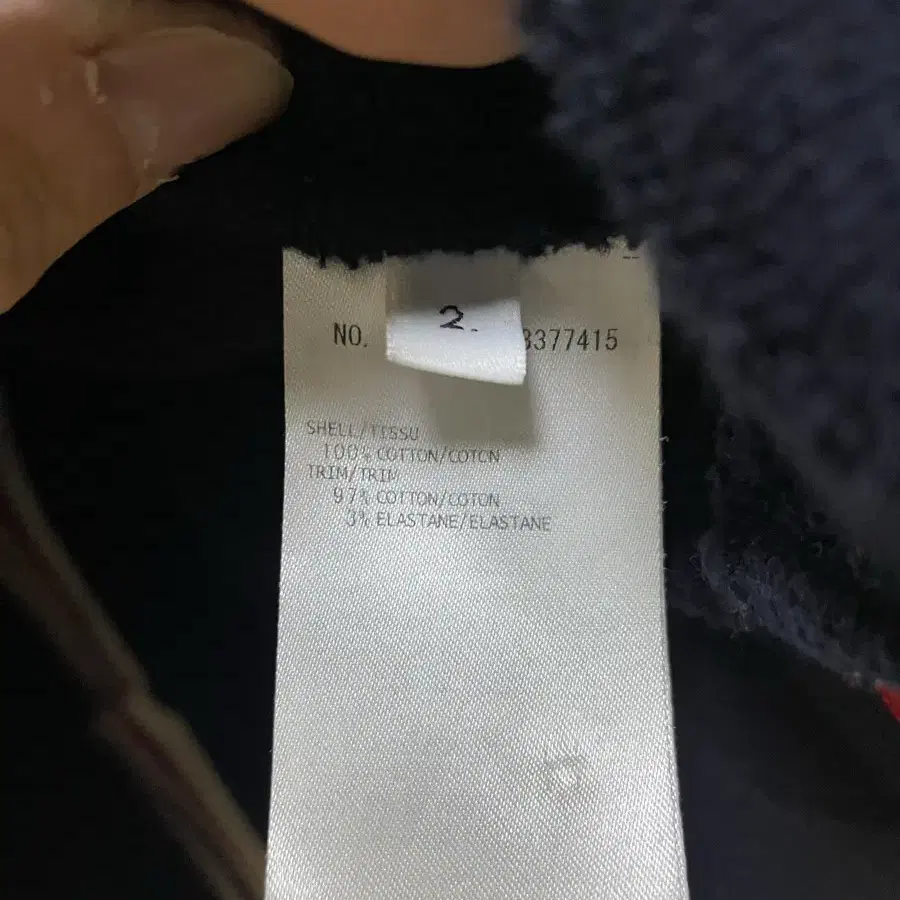 2.
NO. 3377415
SHELL/TISSU
100% COTTON/COTON
TRIM/TRIM
97% COTTON/COTON
3% ELASTANE/ELASTANE